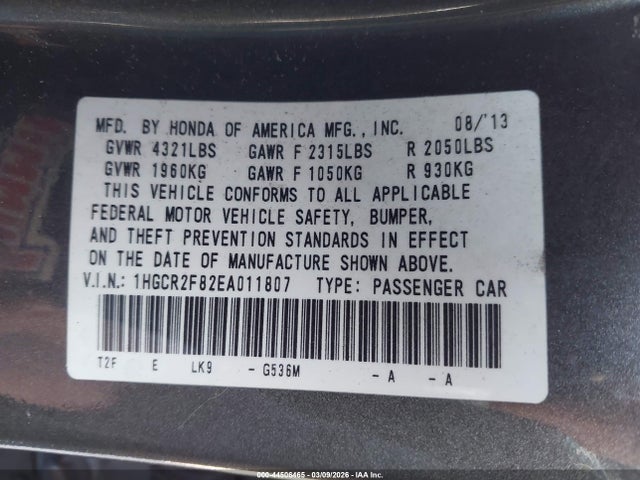 MFD. BY HONDA OF AMERICA MFG., INC. 08/'13
GVWR 4321LBS GAWR F 2315LBS R 2050LBS
GVWR 1960KG GAWR F 1050KG R 930KG
THIS VEHICLE CONFORMS TO ALL APPLICABLE
FEDERAL MOTOR VEHICLE SAFETY, BUMPER,
AND THEFT PREVENTION STANDARDS IN EFFECT
ON THE DATE OF MANUFACTURE SHOWN ABOVE.
V.I.N.: 1HGCR2F82EA011807 TYPE: PASSENGER CAR
T2F E LK9 - G536M - A - A
000-44506465 | 03/09/2026 | IAA Inc.